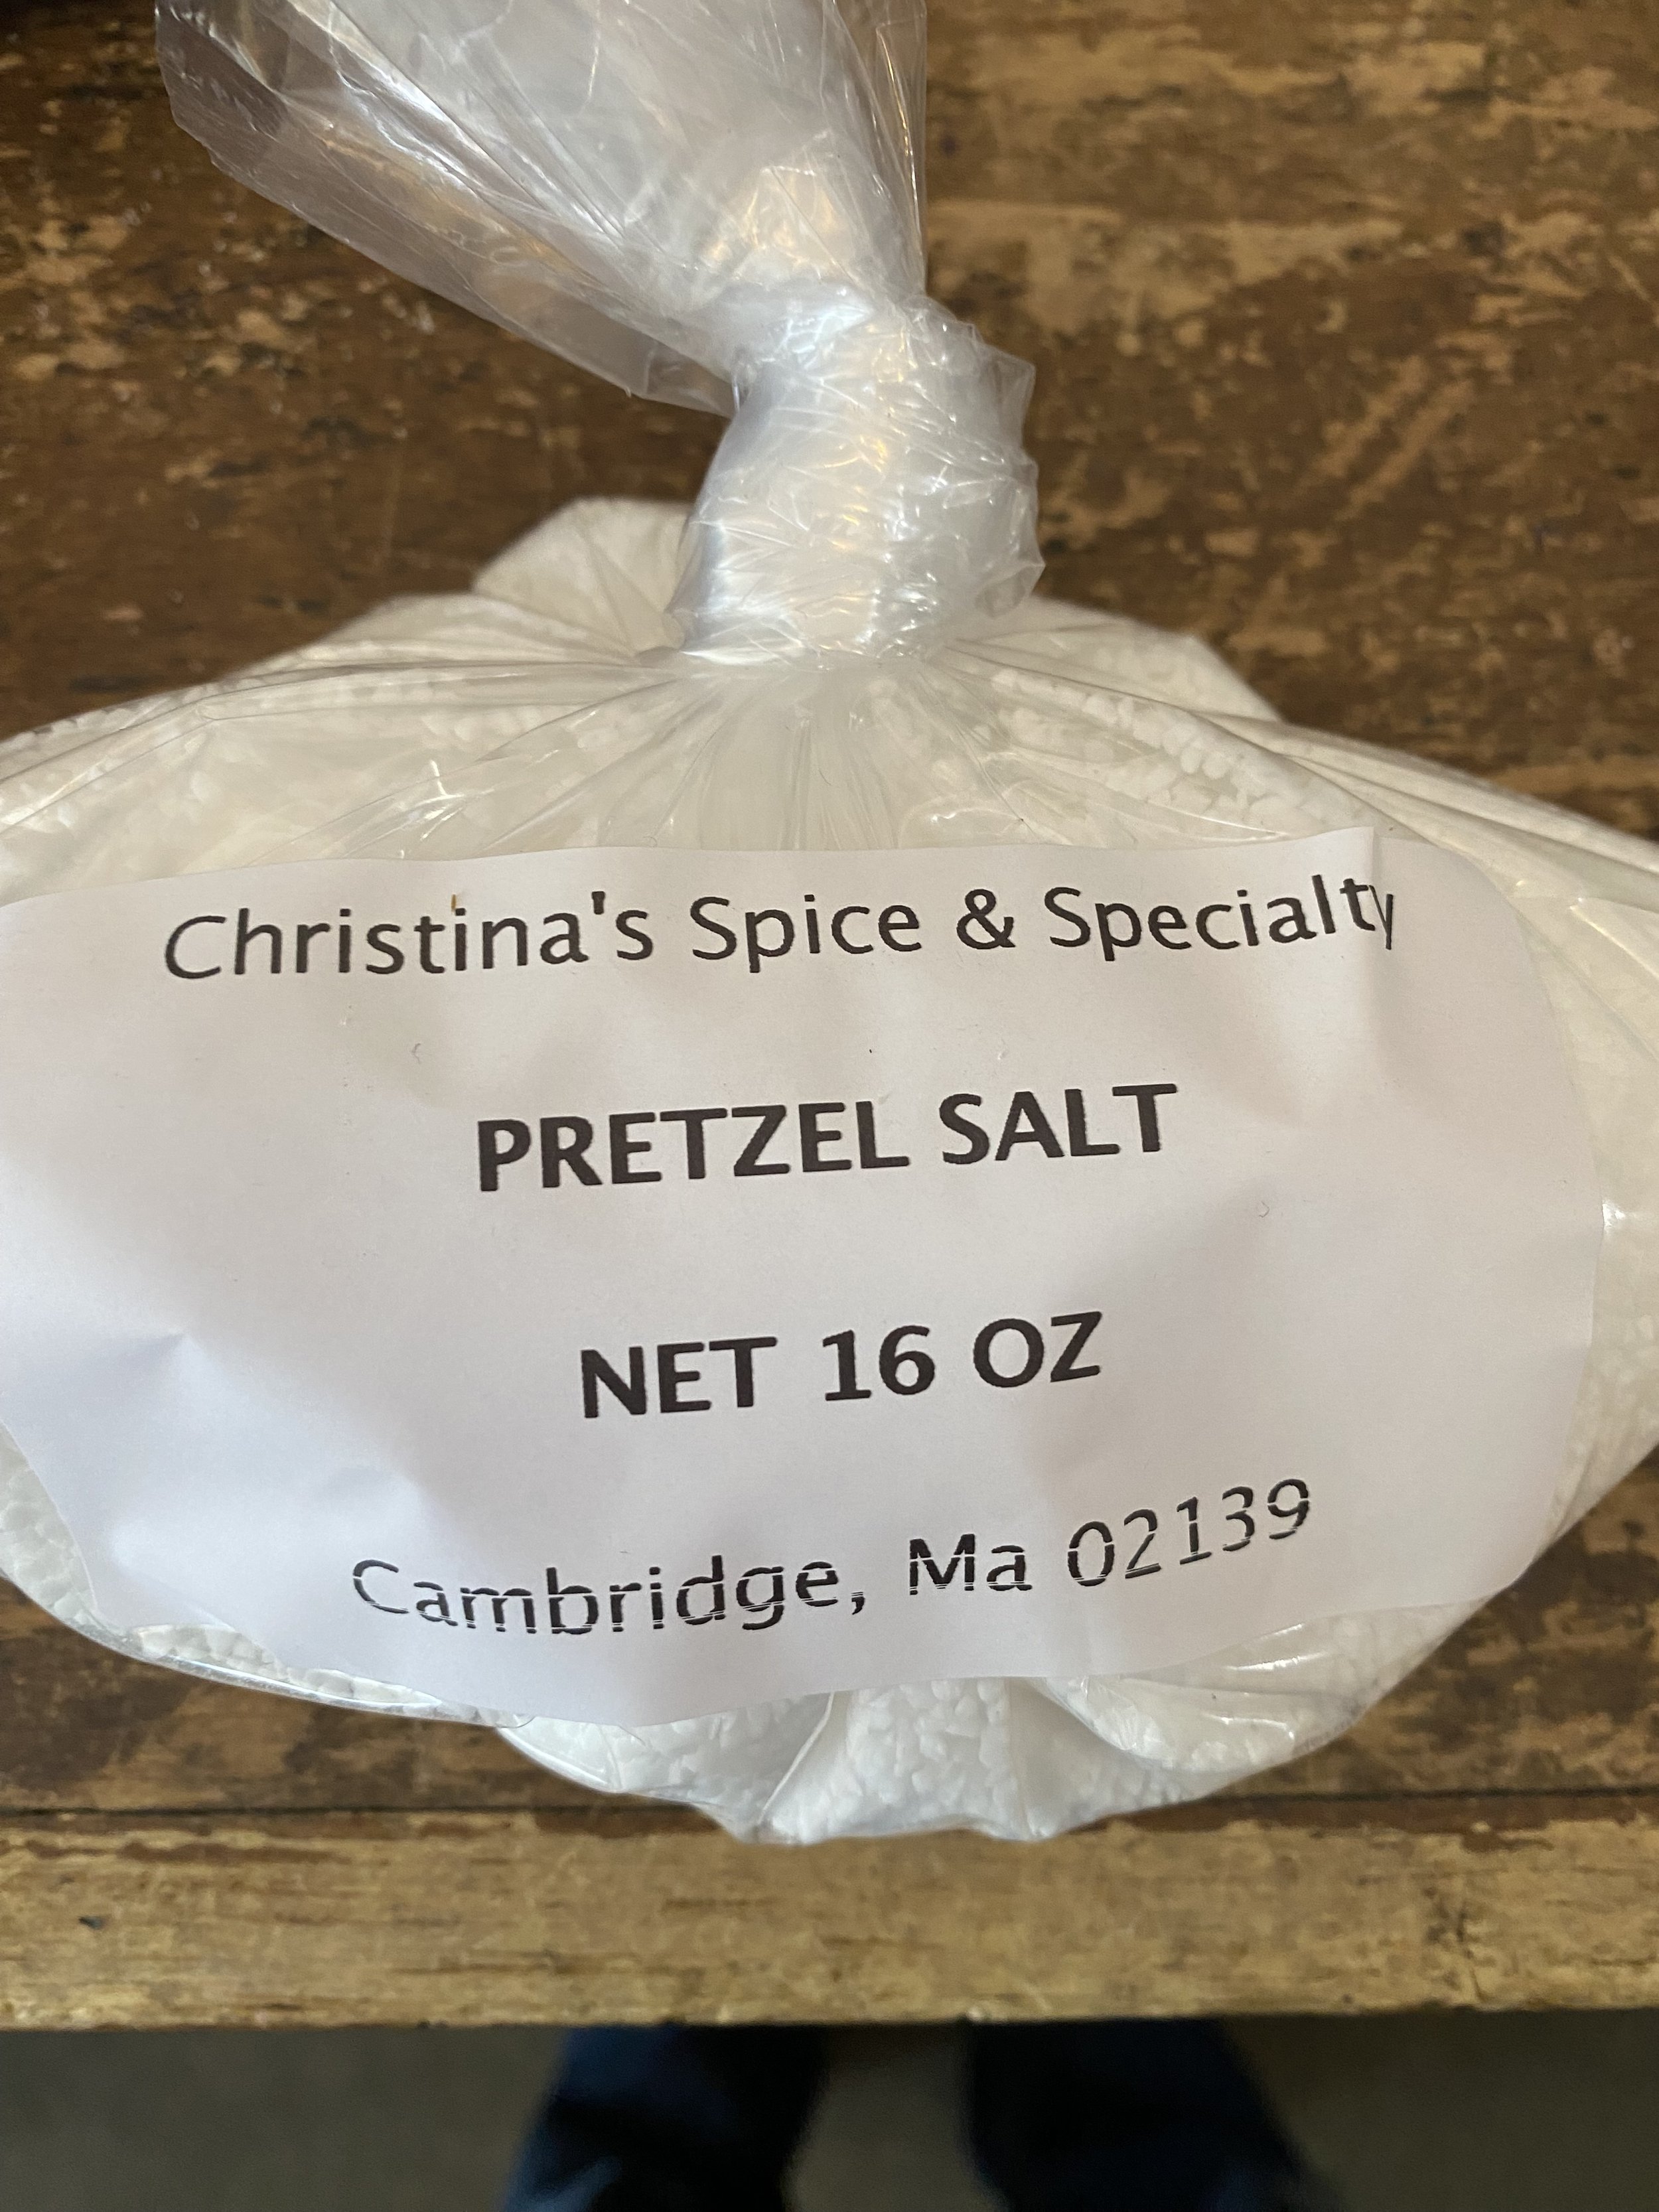 Christina's Spice & Specialty
PRETZEL SALT
NET 16 OZ
Cambridge, Ma 02139